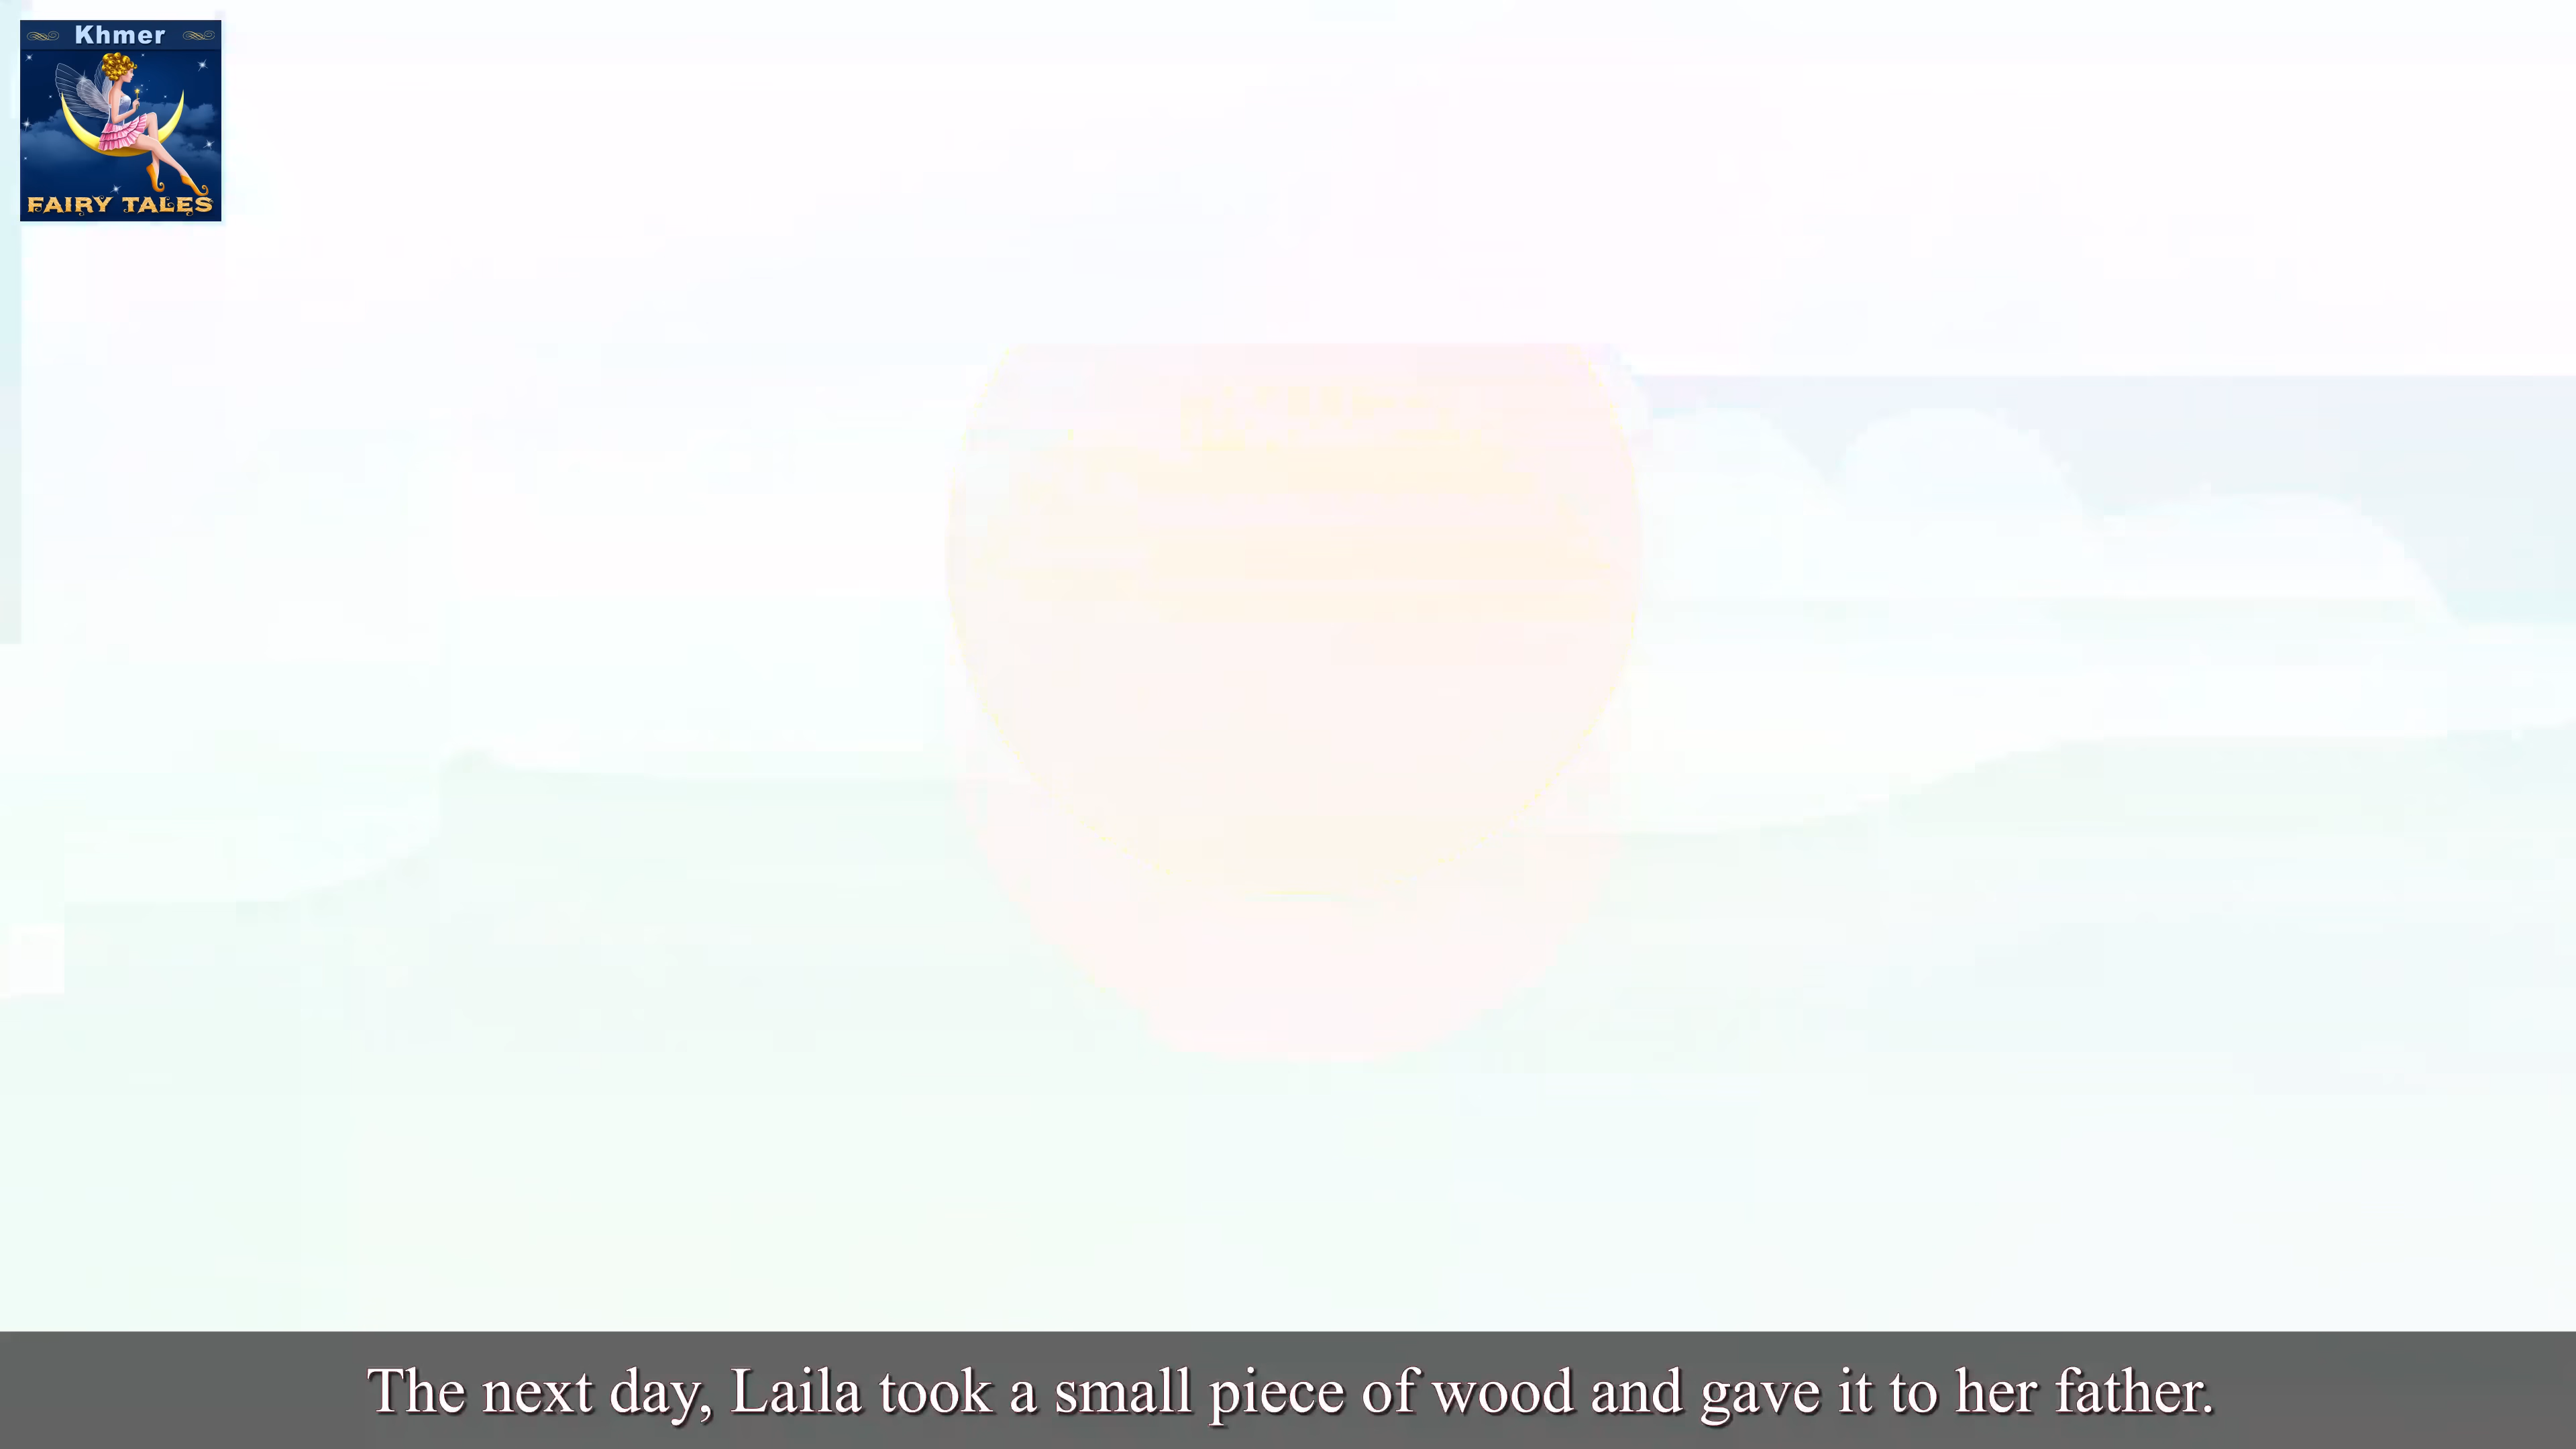 Khmer
FAIRY TALES
The next day, Laila took a small piece of wood and gave it to her father.